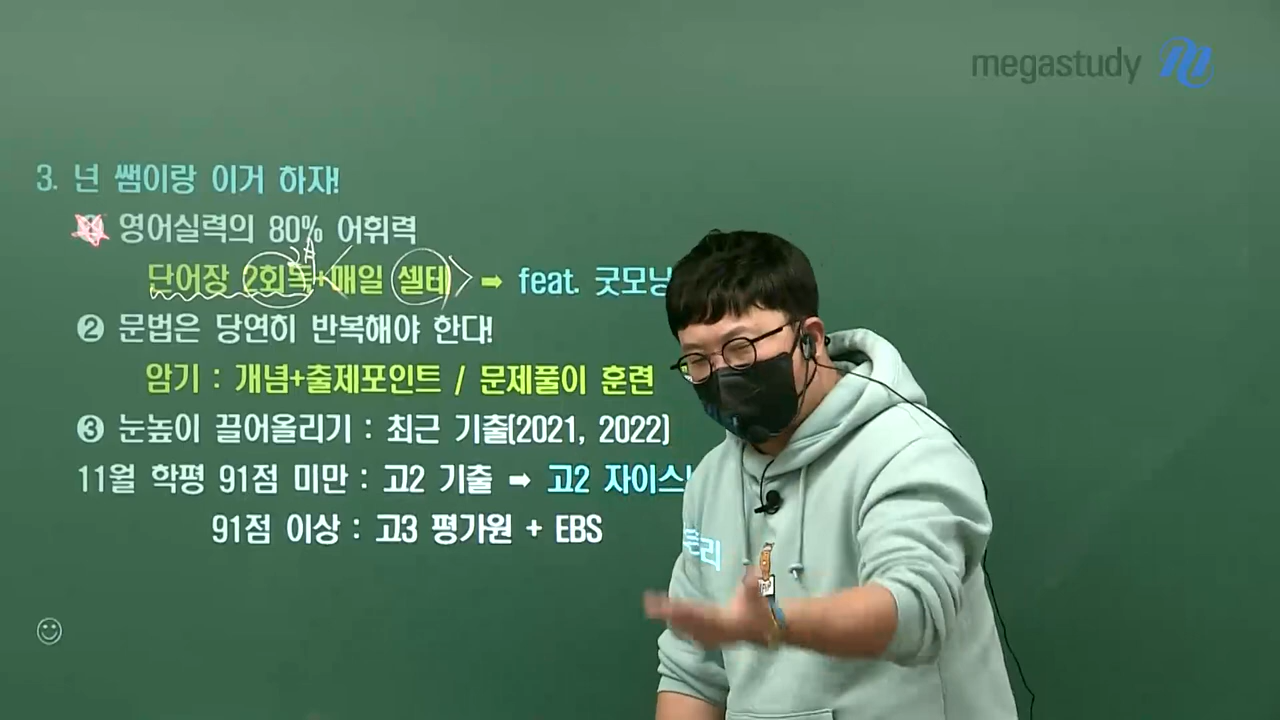 megastudy
3. 넌 쌤이랑 이거 하자!
영어실력의 80% 어휘력
단어장 2회독+매일 셀테 ➡ feat. 굿모닝
❷ 문법은 당연히 반복해야 한다!
암기 : 개념+출제포인트 / 문제풀이 훈련
❸ 눈높이 끌어올리기 : 최근 기출(2021, 2022)
11월 학평 91점 미만 : 고2 기출 ➡ 고2 자이스
91점 이상 : 고3 평가원 + EBS